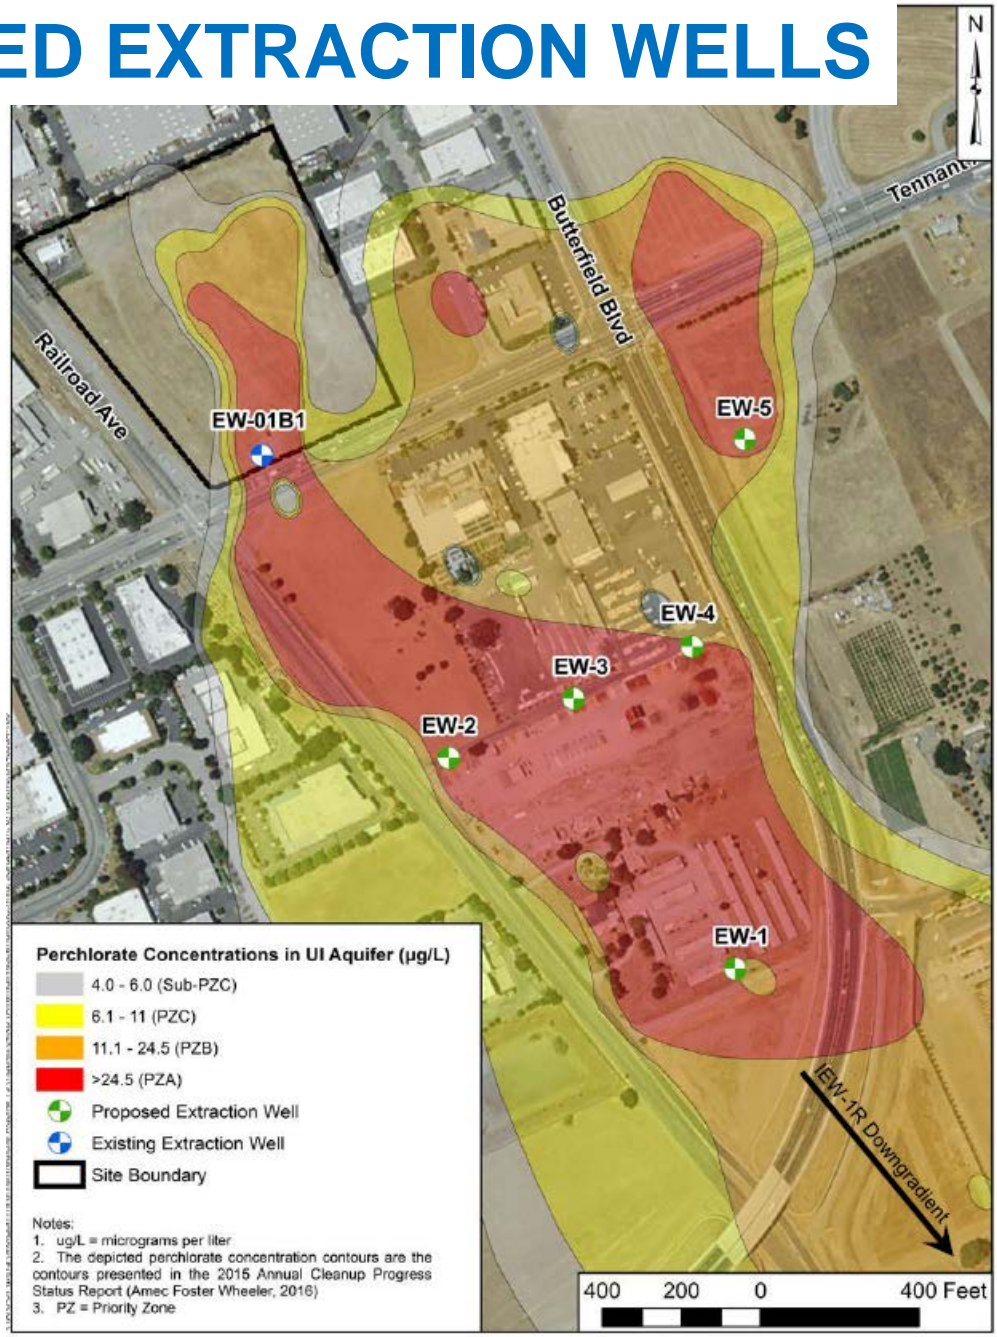 ED EXTRACTION WELLS
N
Tennant
Butterfield Blvd
Railroad Ave
EW-01B1
EW-5
EW-4
EW-3
EW-2
EW-1
IEW-1R Downgradient
Perchlorate Concentrations in UI Aquifer (µg/L)
4.0 - 6.0 (Sub-PZC)
6.1 - 11 (PZC)
11.1 - 24.5 (PZB)
>24.5 (PZA)
Proposed Extraction Well
Existing Extraction Well
Site Boundary
Notes:
1. ug/L = micrograms per liter
2. The depicted perchlorate concentration contours are the
contours presented in the 2015 Annual Cleanup Progress
Status Report (Amec Foster Wheeler, 2016)
3. PZ = Priority Zone
400 200 0 400 Feet